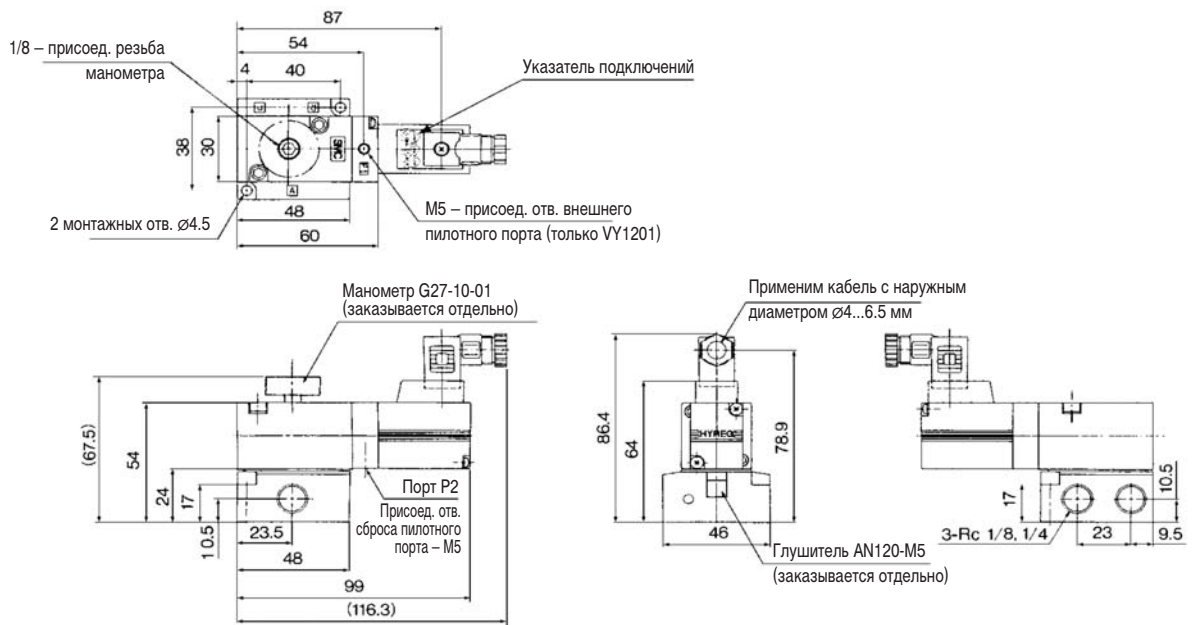 87
1/8 – присоед. резьба
манометра
54
4
40
Указатель подключений
38
30
SMC
A
48
60
2 монтажных отв. Ø4.5
M5 – присоед. отв. внешнего
пилотного порта (только VY1201)
Манометр G27-10-01
(заказывается отдельно)
(67.5)
54
24
17
10.5
23.5
48
99
(116.3)
Порт P2
Присоед. отв.
сброса пилотного
порта – M5
Применим кабель с наружным
диаметром Ø4...6.5 мм
86.4
64
78.9
46
Глушитель AN120-M5
(заказывается отдельно)
17
10.5
3-Rc 1/8, 1/4
23
9.5